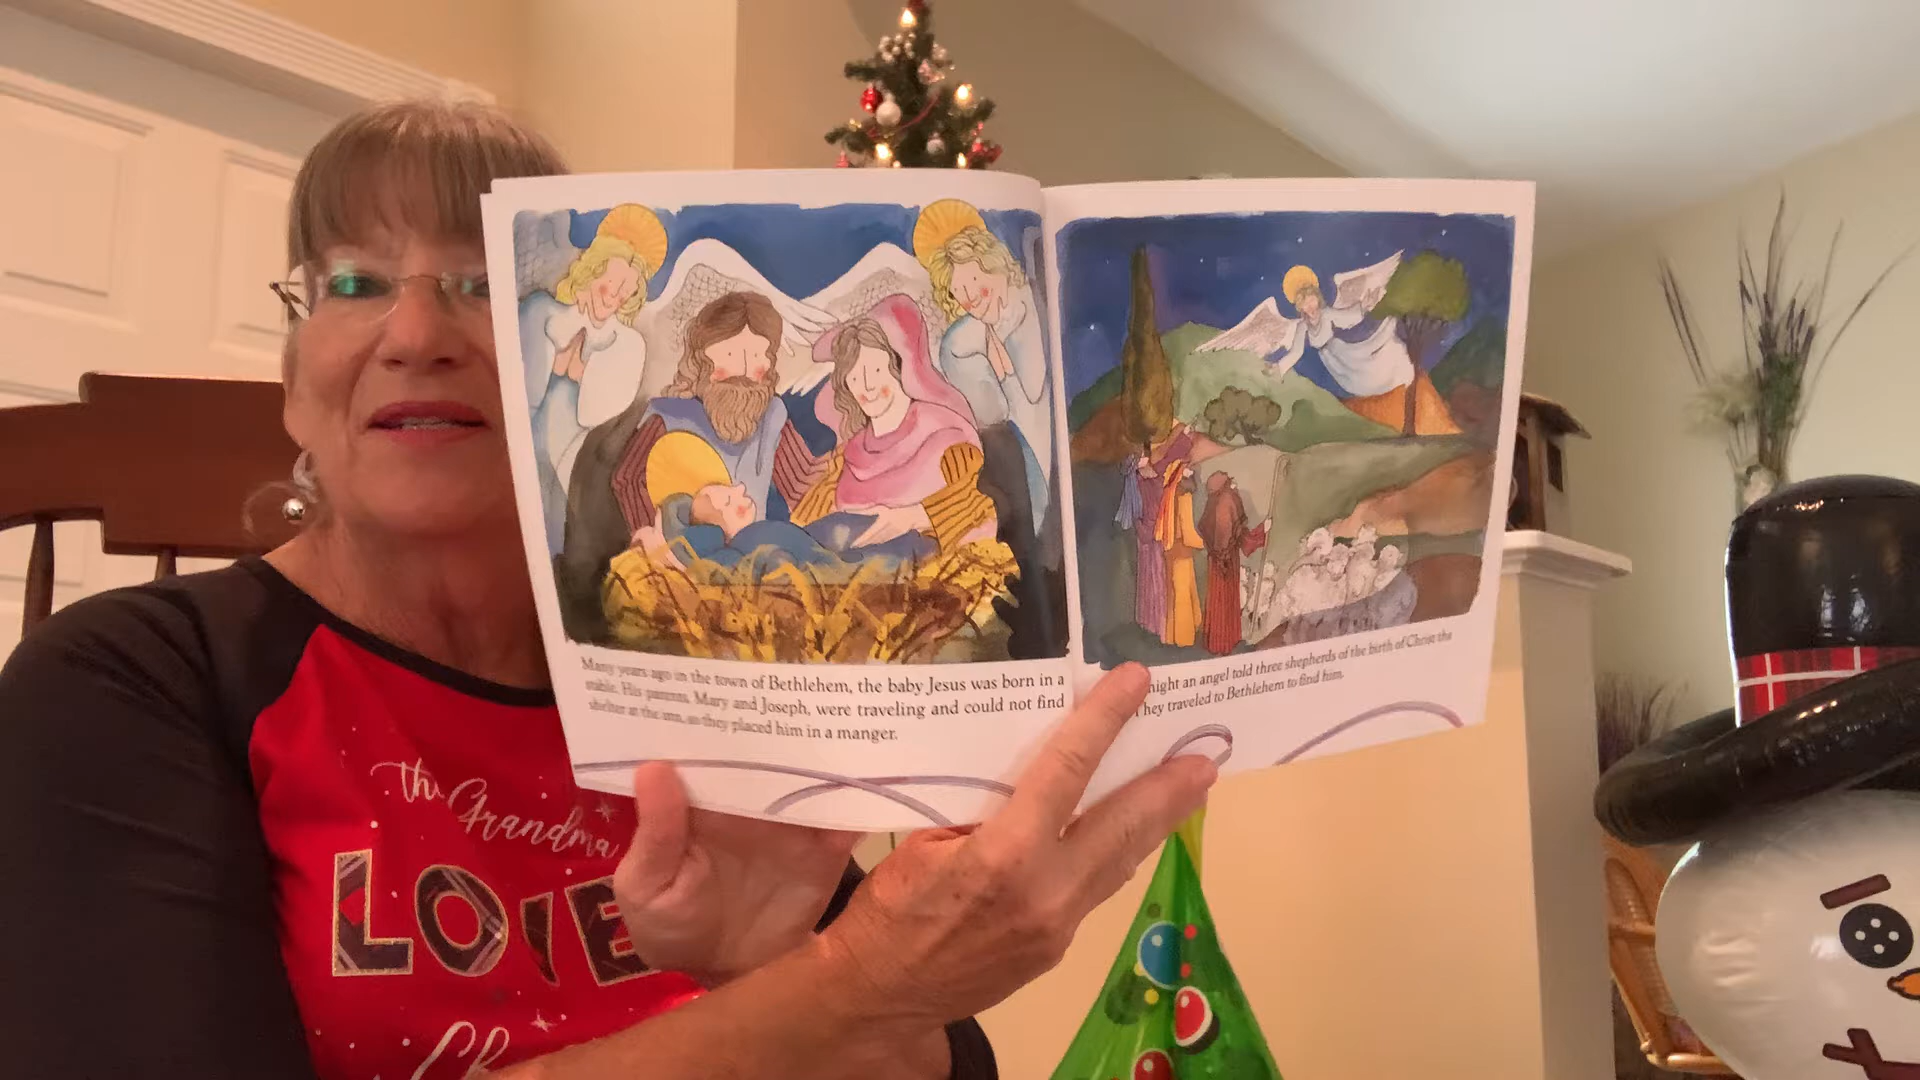 Many years ago in the town of Bethlehem, the baby Jesus was born in a
stable. His parents, Mary and Joseph, were traveling and could not find
shelter at the inn, so they placed him in a manger.
night an angel told three shepherds of the birth of Christ the
They traveled to Bethlehem to find him.
the Grandma
LOVE
Ch